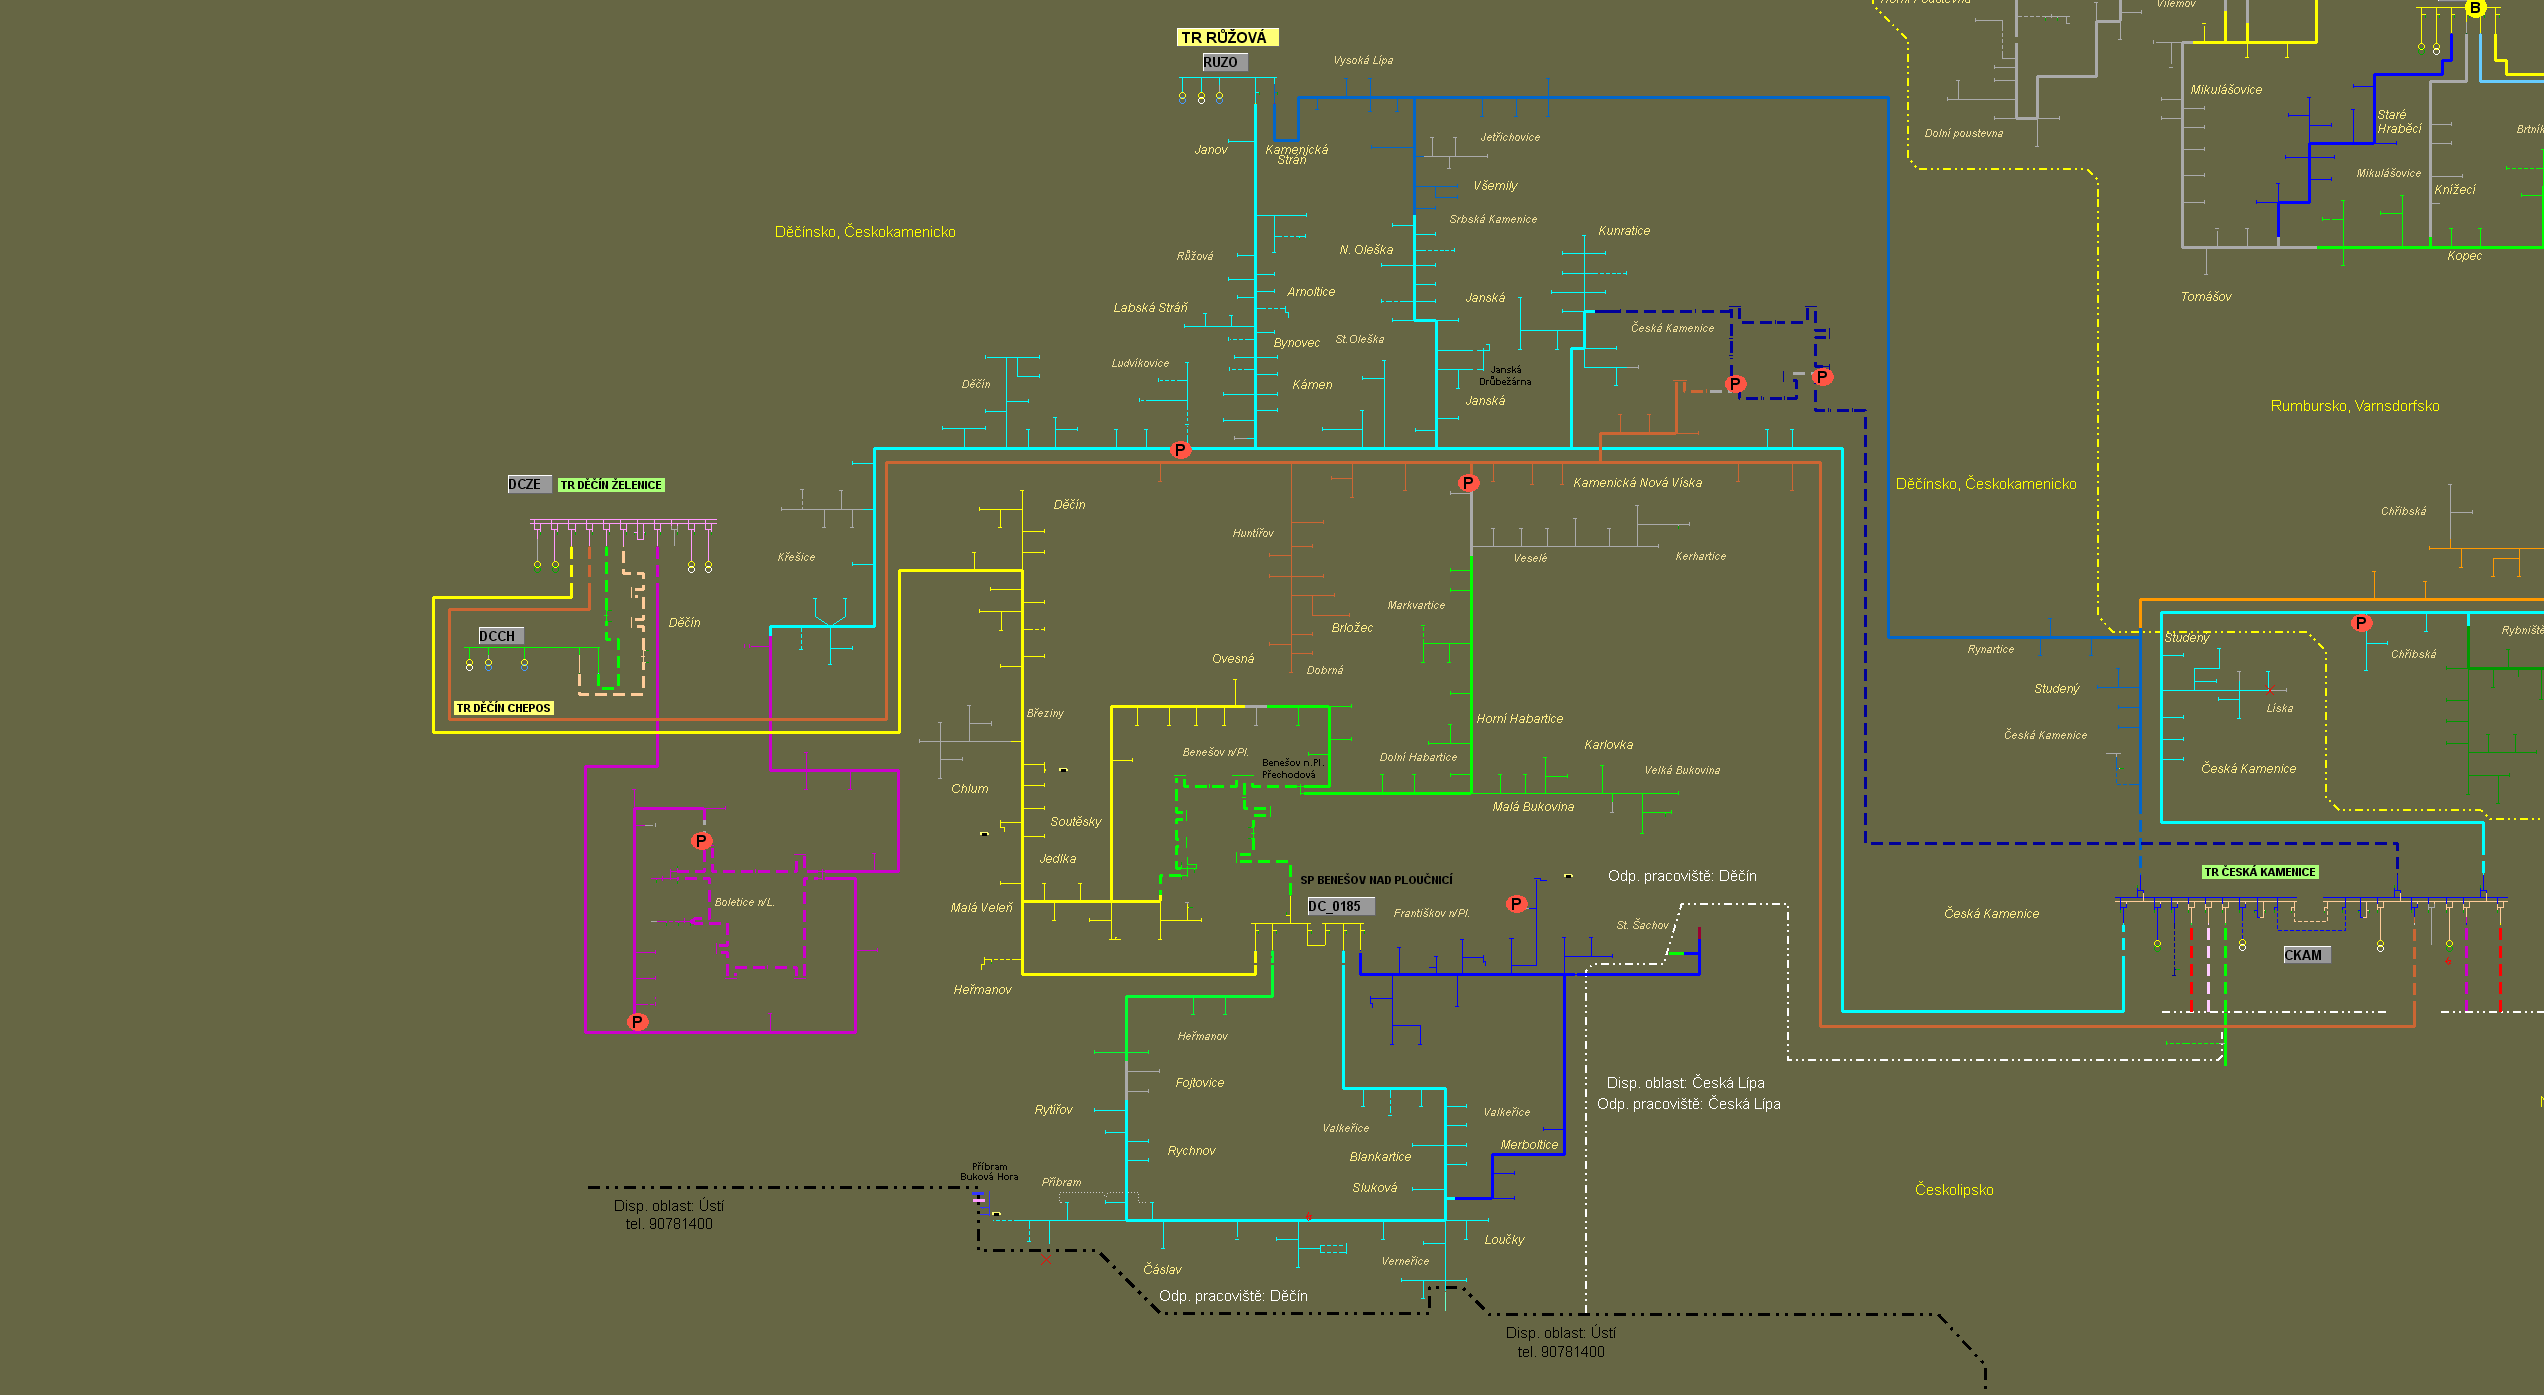 Horní Poustevna
Vilémov
B
TR RŮŽOVÁ
RUZO
Vysoká Lípa
Mikulášovice
Staré
Hraběcí
Brtník
Dolní poustevna
Jetřichovice
Janov
Kamenická
Stráň
Mikulášovice
Knížecí
Všemily
Srbská Kamenice
Děčínsko, Českokamenicko
Kunratice
N. Oleška
Růžová
Kopec
Arnoltice
Janská
Tomášov
Labská Stráň
Česká Kamenice
Bynovec
St.Oleška
Ludvíkovice
Janská
Drůbežárna
P
P
Děčín
Kámen
Janská
Rumbursko, Varnsdorfsko
P
DCZE
TR DĚČÍN ŽELENICE
P
Kamenická Nová Víska
Děčínsko, Českokamenicko
Děčín
Chřibská
Huntířov
Křešice
Veselé
Kerhartice
Markvartice
Děčín
Brložec
P
Studený
Rybniště
DCCH
Rynartice
Chřibská
Ovesná
Dobrná
Studený
Líska
TR DĚČÍN CHEPOS
Březiny
Horní Habartice
Česká Kamenice
Benešov n/Pl.
Dolní Habartice
Karlovka
Benešov n.Pl.
Přechodová
Velká Bukovina
Česká Kamenice
Chlum
Malá Bukovina
Soutěsky
P
Jedlka
TR ČESKÁ KAMENICE
SP BENEŠOV NAD PLOUČNICÍ
Odp. pracoviště: Děčín
Boletice n/L.
Malá Veleň
DC_0185
P
Františkov n/Pl.
Česká Kamenice
St. Šachov
CKAM
Heřmanov
P
Heřmanov
Fojtovice
Disp. oblast: Česká Lípa
Odp. pracoviště: Česká Lípa
Rytířov
Valkeřice
Valkeřice
Merboltice
Rychnov
Blankartice
Příbram
Buková Hora
Příbram
Sluková
Českolipsko
Disp. oblast: Ústí
tel. 90781400
Loučky
Verneřice
Čáslav
Odp. pracoviště: Děčín
Disp. oblast: Ústí
tel. 90781400